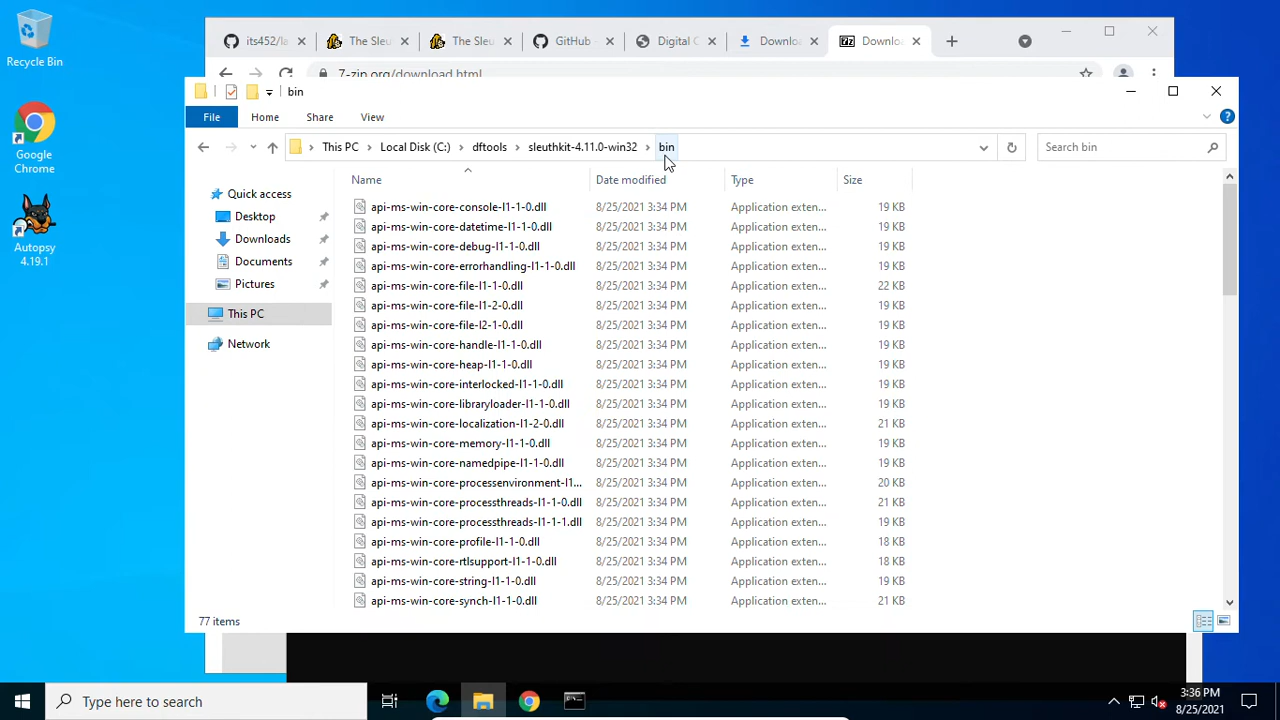 Recycle Bin
Google Chrome
Autopsy 4.19.1
its452/la
The Sleu
The Sleu
GitHub -
Digital C
Downloa
Downloa
7-zip.org/download.html
bin
File Home Share View
This PC > Local Disk (C:) > dftools > sleuthkit-4.11.0-win32 > bin
Search bin
Quick access
Desktop
Downloads
Documents
Pictures
This PC
Network
Name Date modified Type Size
api-ms-win-core-console-l1-1-0.dll 8/25/2021 3:34 PM Application exten... 19 KB
api-ms-win-core-datetime-l1-1-0.dll 8/25/2021 3:34 PM Application exten... 19 KB
api-ms-win-core-debug-l1-1-0.dll 8/25/2021 3:34 PM Application exten... 19 KB
api-ms-win-core-errorhandling-l1-1-0.dll 8/25/2021 3:34 PM Application exten... 19 KB
api-ms-win-core-file-l1-1-0.dll 8/25/2021 3:34 PM Application exten... 22 KB
api-ms-win-core-file-l1-2-0.dll 8/25/2021 3:34 PM Application exten... 19 KB
api-ms-win-core-file-l2-1-0.dll 8/25/2021 3:34 PM Application exten... 19 KB
api-ms-win-core-handle-l1-1-0.dll 8/25/2021 3:34 PM Application exten... 19 KB
api-ms-win-core-heap-l1-1-0.dll 8/25/2021 3:34 PM Application exten... 19 KB
api-ms-win-core-interlocked-l1-1-0.dll 8/25/2021 3:34 PM Application exten... 19 KB
api-ms-win-core-libraryloader-l1-1-0.dll 8/25/2021 3:34 PM Application exten... 19 KB
api-ms-win-core-localization-l1-2-0.dll 8/25/2021 3:34 PM Application exten... 21 KB
api-ms-win-core-memory-l1-1-0.dll 8/25/2021 3:34 PM Application exten... 19 KB
api-ms-win-core-namedpipe-l1-1-0.dll 8/25/2021 3:34 PM Application exten... 19 KB
api-ms-win-core-processenvironment-l1... 8/25/2021 3:34 PM Application exten... 20 KB
api-ms-win-core-processthreads-l1-1-0.dll 8/25/2021 3:34 PM Application exten... 21 KB
api-ms-win-core-processthreads-l1-1-1.dll 8/25/2021 3:34 PM Application exten... 19 KB
api-ms-win-core-profile-l1-1-0.dll 8/25/2021 3:34 PM Application exten... 18 KB
api-ms-win-core-rtlsupport-l1-1-0.dll 8/25/2021 3:34 PM Application exten... 18 KB
api-ms-win-core-string-l1-1-0.dll 8/25/2021 3:34 PM Application exten... 19 KB
api-ms-win-core-synch-l1-1-0.dll 8/25/2021 3:34 PM Application exten... 21 KB
77 items
Type here to search
3:36 PM
8/25/2021